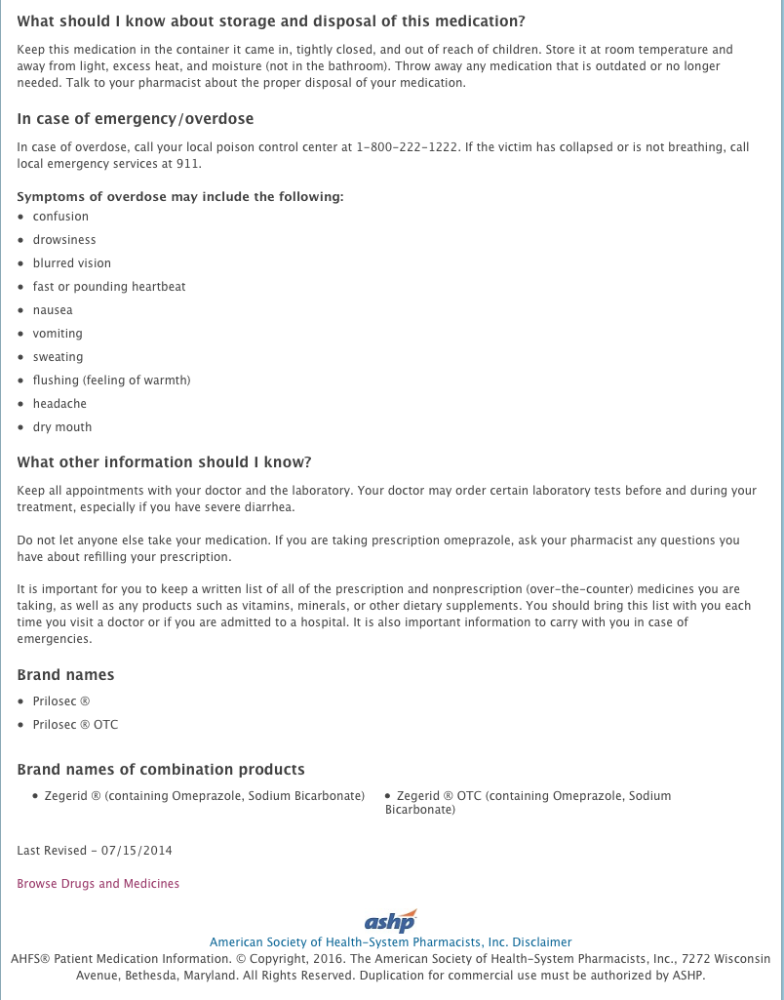 What should I know about storage and disposal of this medication?
Keep this medication in the container it came in, tightly closed, and out of reach of children. Store it at room temperature and
away from light, excess heat, and moisture (not in the bathroom). Throw away any medication that is outdated or no longer
needed. Talk to your pharmacist about the proper disposal of your medication.
In case of emergency/overdose
In case of overdose, call your local poison control center at 1-800-222-1222. If the victim has collapsed or is not breathing, call
local emergency services at 911.
Symptoms of overdose may include the following:
• confusion
• drowsiness
• blurred vision
• fast or pounding heartbeat
• nausea
• vomiting
• sweating
• flushing (feeling of warmth)
• headache
• dry mouth
What other information should I know?
Keep all appointments with your doctor and the laboratory. Your doctor may order certain laboratory tests before and during your
treatment, especially if you have severe diarrhea.
Do not let anyone else take your medication. If you are taking prescription omeprazole, ask your pharmacist any questions you
have about refilling your prescription.
It is important for you to keep a written list of all of the prescription and nonprescription (over-the-counter) medicines you are
taking, as well as any products such as vitamins, minerals, or other dietary supplements. You should bring this list with you each
time you visit a doctor or if you are admitted to a hospital. It is also important information to carry with you in case of
emergencies.
Brand names
• Prilosec ®
• Prilosec ® OTC
Brand names of combination products
• Zegerid ® (containing Omeprazole, Sodium Bicarbonate)
• Zegerid ® OTC (containing Omeprazole, Sodium
Bicarbonate)
Last Revised - 07/15/2014
Browse Drugs and Medicines
ashp
American Society of Health-System Pharmacists, Inc. Disclaimer
AHFS® Patient Medication Information. © Copyright, 2016. The American Society of Health-System Pharmacists, Inc., 7272 Wisconsin
Avenue, Bethesda, Maryland. All Rights Reserved. Duplication for commercial use must be authorized by ASHP.